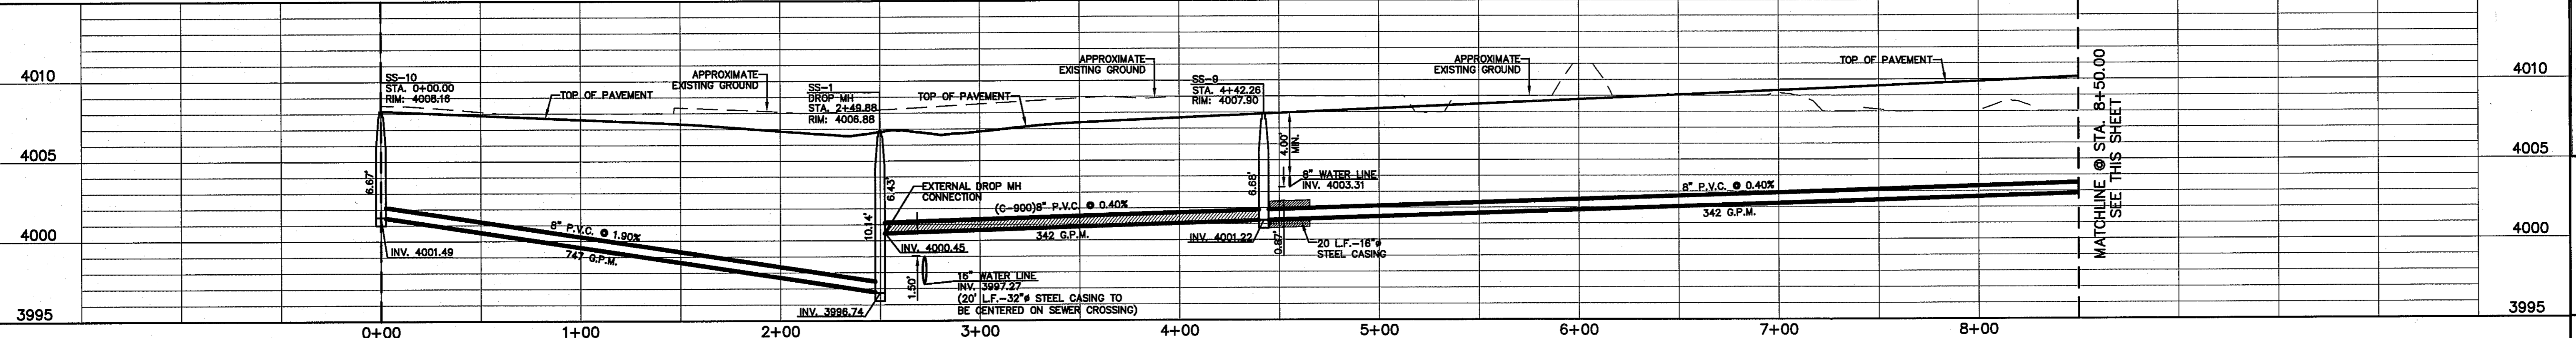 4010
4005
4000
3995
SS-10
STA. 0+00.00
RIM: 4008.16
TOP OF PAVEMENT
APPROXIMATE
EXISTING GROUND
SS-1
DROP MH
STA. 2+49.88
RIM: 4006.88
TOP OF PAVEMENT
APPROXIMATE
EXISTING GROUND
SS-9
STA. 4+42.26
RIM: 4007.90
APPROXIMATE
EXISTING GROUND
TOP OF PAVEMENT
4010
4005
4000
3995
6.67'
INV. 4001.49
8" P.V.C. @ 1.90%
747 G.P.M.
10.14'
6.43'
INV. 3996.74
EXTERNAL DROP MH
CONNECTION
(C-900)8" P.V.C. @ 0.40%
342 G.P.M.
INV. 4000.45
1.50'
16" WATER LINE
INV. 3997.27
(20' L.F.-32"ø STEEL CASING TO
BE CENTERED ON SEWER CROSSING)
6.68'
INV. 4001.22
4.00'
MIN.
8" WATER LINE
INV. 4003.31
0.87'
20 L.F.-16"ø
STEEL CASING
8" P.V.C. @ 0.40%
342 G.P.M.
MATCHLINE @ STA. 8+50.00
SEE THIS SHEET
0+00
1+00
2+00
3+00
4+00
5+00
6+00
7+00
8+00